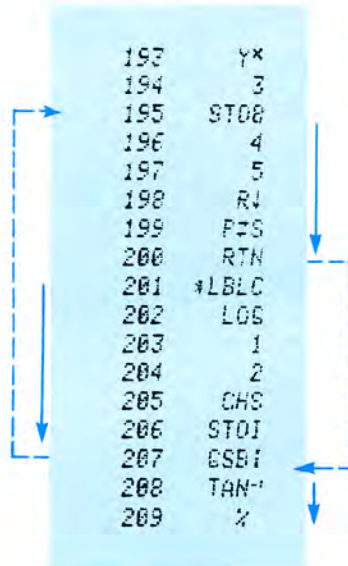 193 Yˣ
194 3
195 STO8
196 4
197 5
198 R↓
199 P⇄S
200 RTN
201 *LBLC
202 LOG
203 1
204 2
205 CHS
206 STOI
207 GSBi
208 TAN⁻¹
209 %